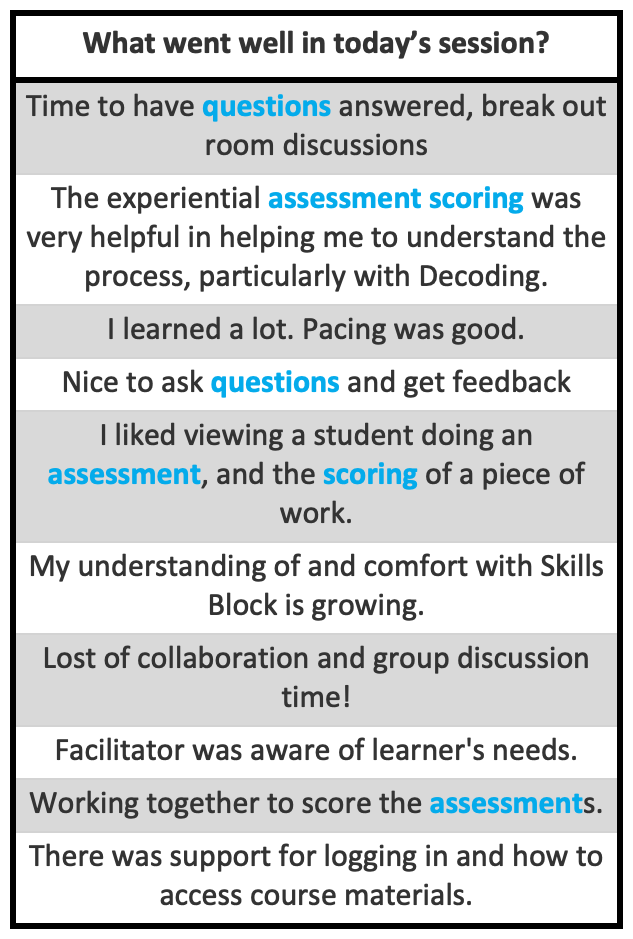 What went well in today’s session?
Time to have questions answered, break out
room discussions
The experiential assessment scoring was
very helpful in helping me to understand the
process, particularly with Decoding.
I learned a lot. Pacing was good.
Nice to ask questions and get feedback
I liked viewing a student doing an
assessment, and the scoring of a piece of
work.
My understanding of and comfort with Skills
Block is growing.
Lost of collaboration and group discussion
time!
Facilitator was aware of learner's needs.
Working together to score the assessments.
There was support for logging in and how to
access course materials.